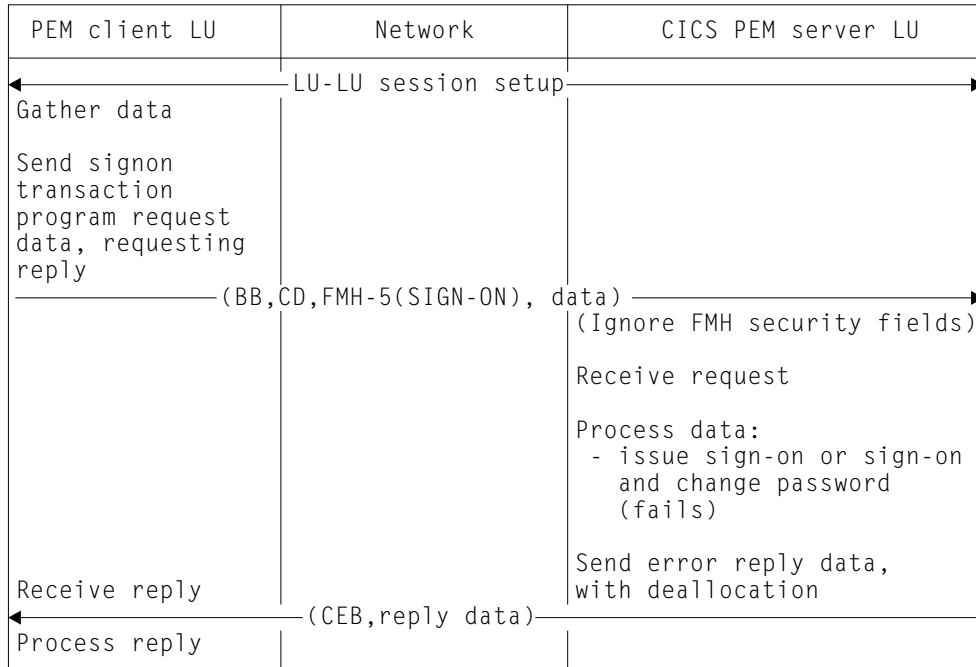 PEM client LU
Network
CICS PEM server LU
LU-LU session setup
Gather data
Send signon
transaction
program request
data, requesting
reply
(BB,CD,FMH-5(SIGN-ON), data)
(Ignore FMH security fields)
Receive request
Process data:
- issue sign-on or sign-on
and change password
(fails)
Send error reply data,
with deallocation
Receive reply
(CEB,reply data)
Process reply